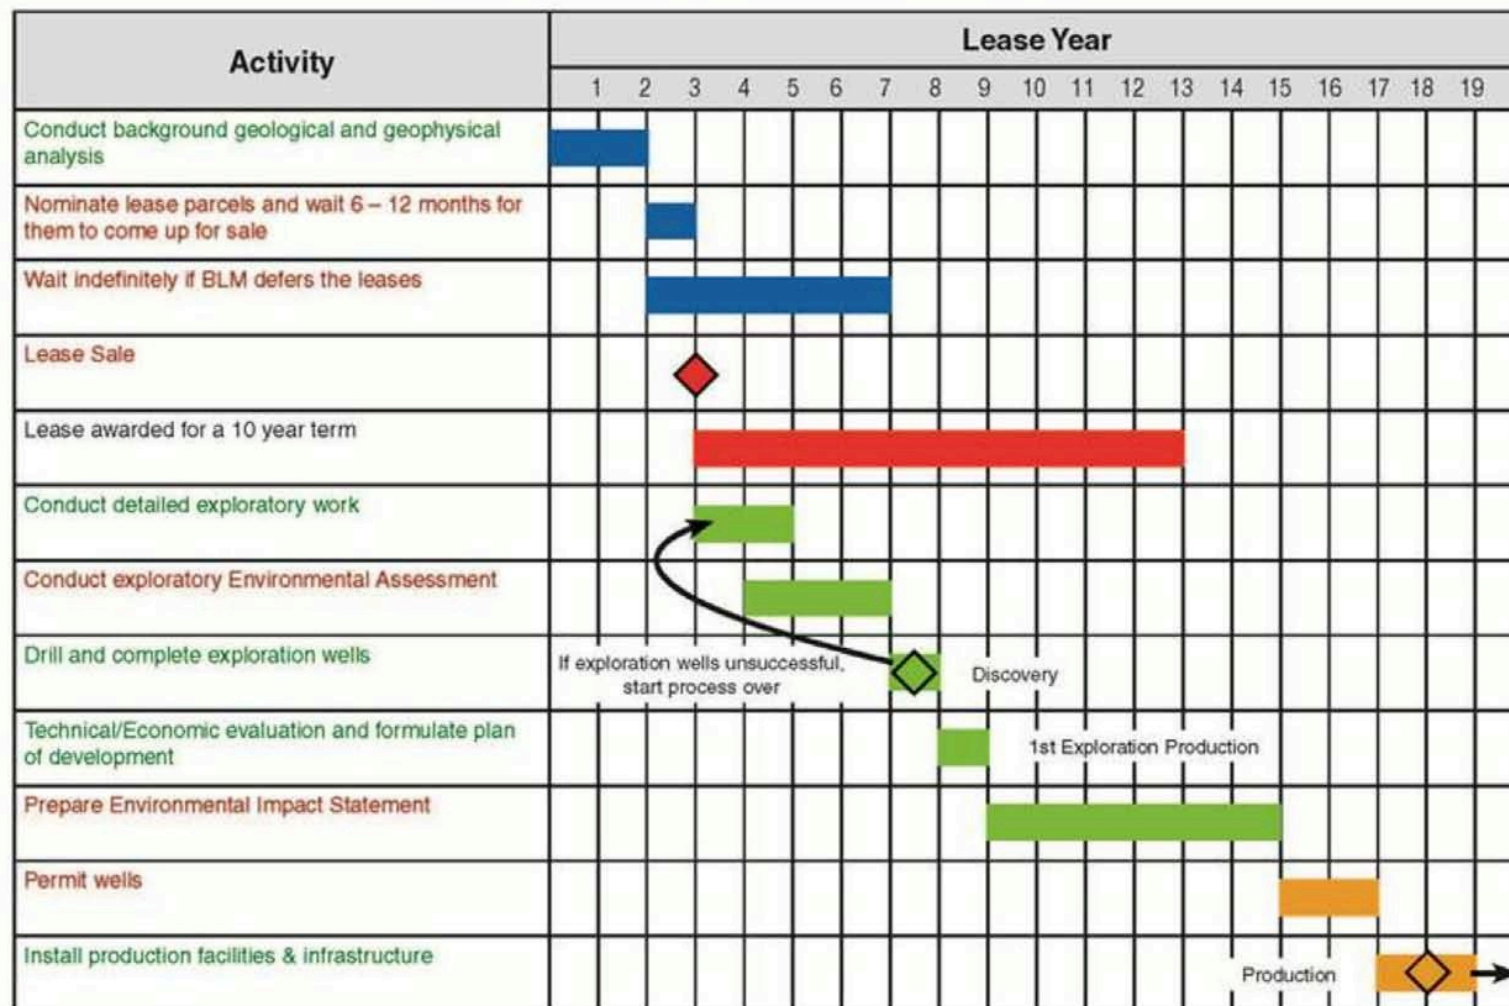 Activity
Lease Year
1 2 3 4 5 6 7 8 9 10 11 12 13 14 15 16 17 18 19
Conduct background geological and geophysical
analysis
Nominate lease parcels and wait 6 – 12 months for
them to come up for sale
Wait indefinitely if BLM defers the leases
Lease Sale
Lease awarded for a 10 year term
Conduct detailed exploratory work
Conduct exploratory Environmental Assessment
Drill and complete exploration wells
If exploration wells unsuccessful,
start process over
Discovery
Technical/Economic evaluation and formulate plan
of development
1st Exploration Production
Prepare Environmental Impact Statement
Permit wells
Install production facilities & infrastructure
Production